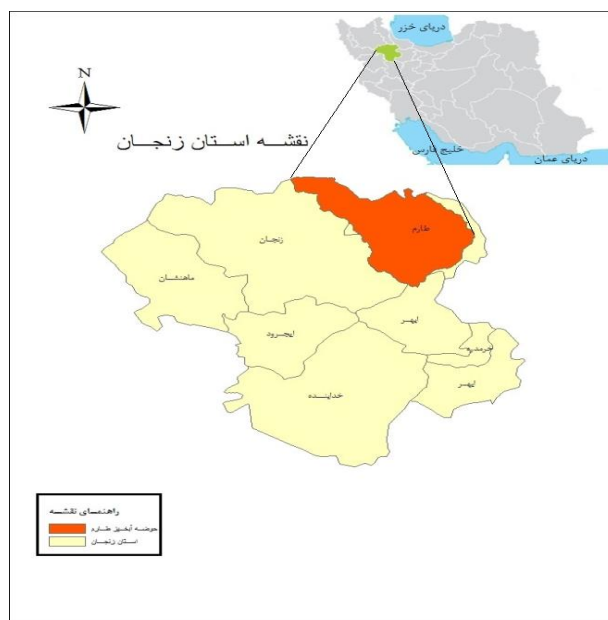 دریای خزر
خلیج فارس
دریای عمان
N
نقشه استان زنجان
طارم
زنجان
ماهنشان
ابهر
ایجرود
خرمدره
ابهر
خدابنده
راهنمای نقشه
حوضه آبخیز طارم
استان زنجان